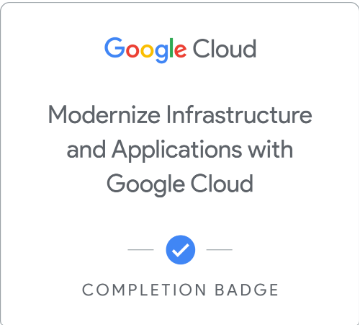 Google Cloud
Modernize Infrastructure
and Applications with
Google Cloud
COMPLETION BADGE